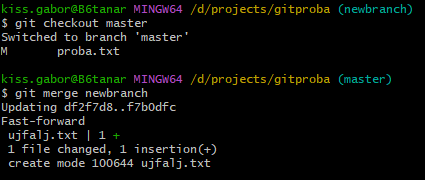 kiss.gabor@B6tanar MINGW64 /d/projects/gitproba (newbranch)
$ git checkout master
Switched to branch 'master'
M       proba.txt
kiss.gabor@B6tanar MINGW64 /d/projects/gitproba (master)
$ git merge newbranch
Updating df2f7d8..f7b0dfc
Fast-forward
 ujfalj.txt | 1 +
 1 file changed, 1 insertion(+)
 create mode 100644 ujfalj.txt